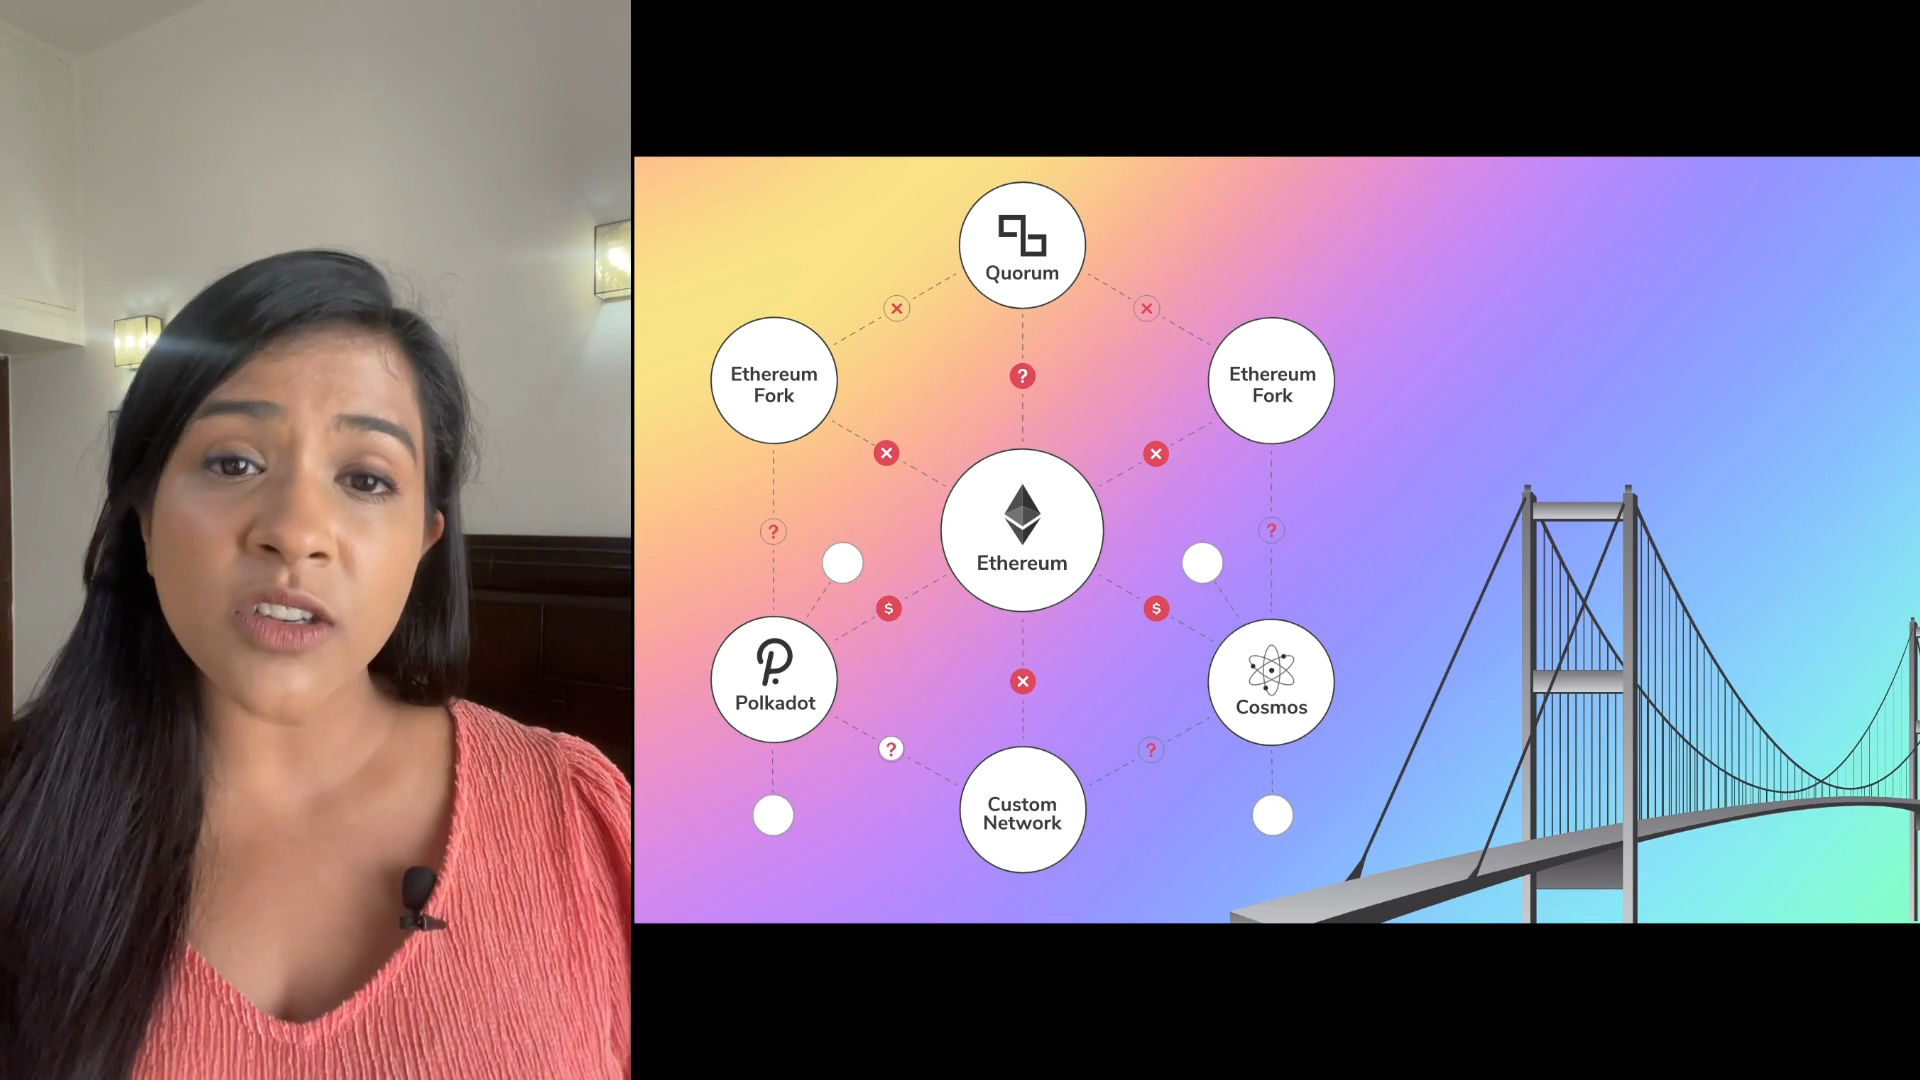 Quorum
×
×
Ethereum
Fork
Ethereum
Fork
?
×
×
?
?
Ethereum
$
$
Polkadot
×
Cosmos
?
?
Custom
Network